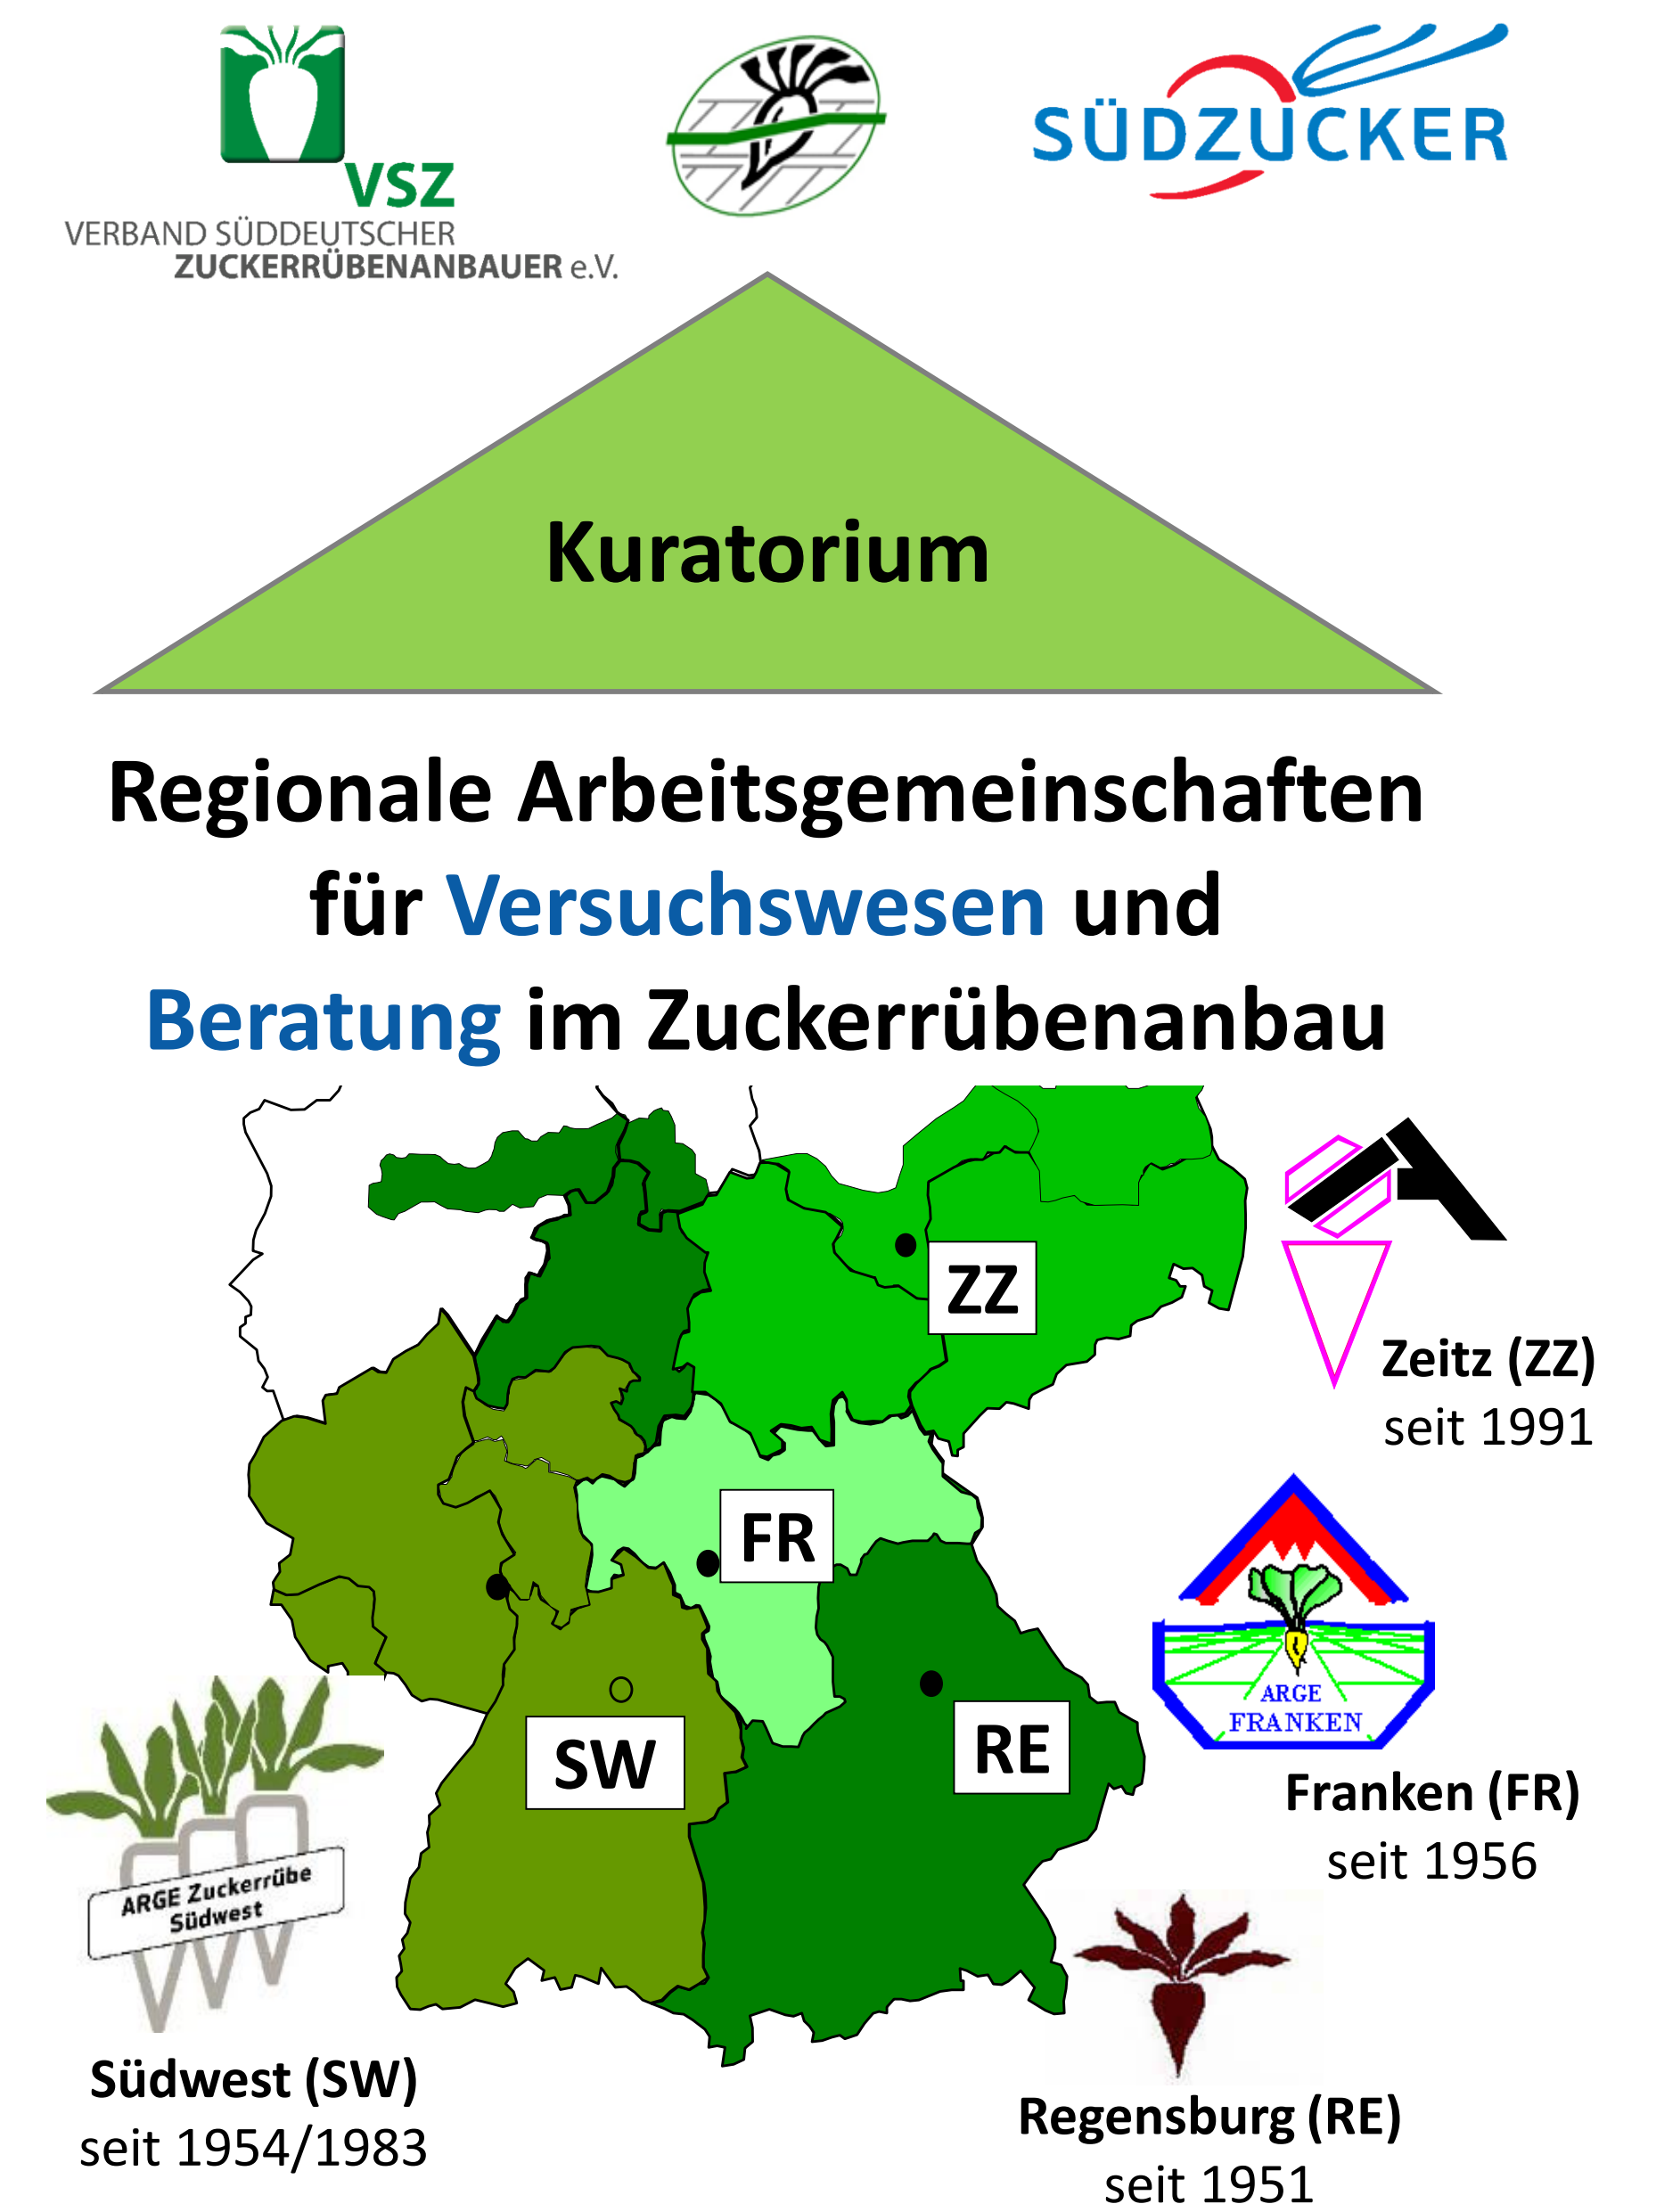 VSZ
VERBAND SÜDDEUTSCHER
ZUCKERRÜBENANBAUER e.V.
SÜDZUCKER
Kuratorium
Regionale Arbeitsgemeinschaften
für Versuchswesen und
Beratung im Zuckerrübenanbau
ZZ
Zeitz (ZZ)
seit 1991
FR
ARGE
FRANKEN
Franken (FR)
seit 1956
SW
RE
ARGE Zuckerrübe
Südwest
Südwest (SW)
seit 1954/1983
Regensburg (RE)
seit 1951